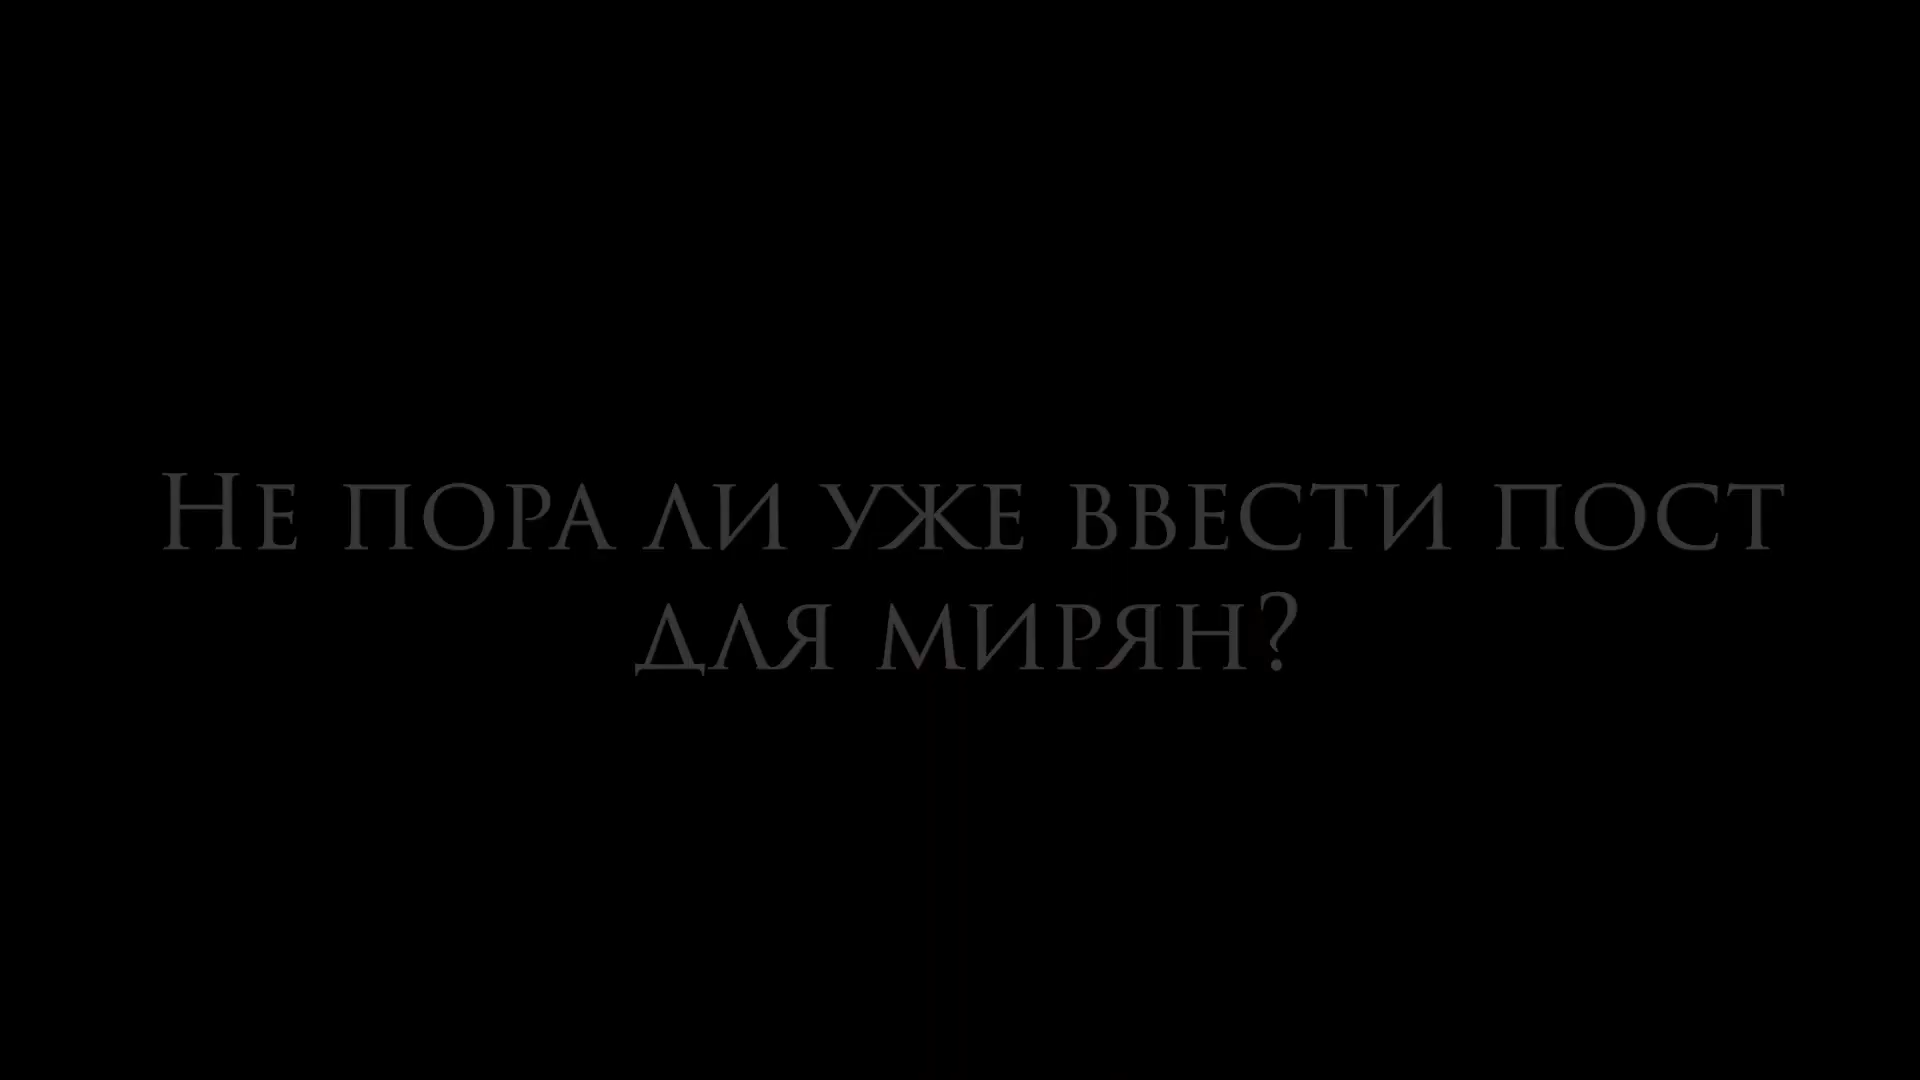 Не пора ли уже ввести пост
для мирян?